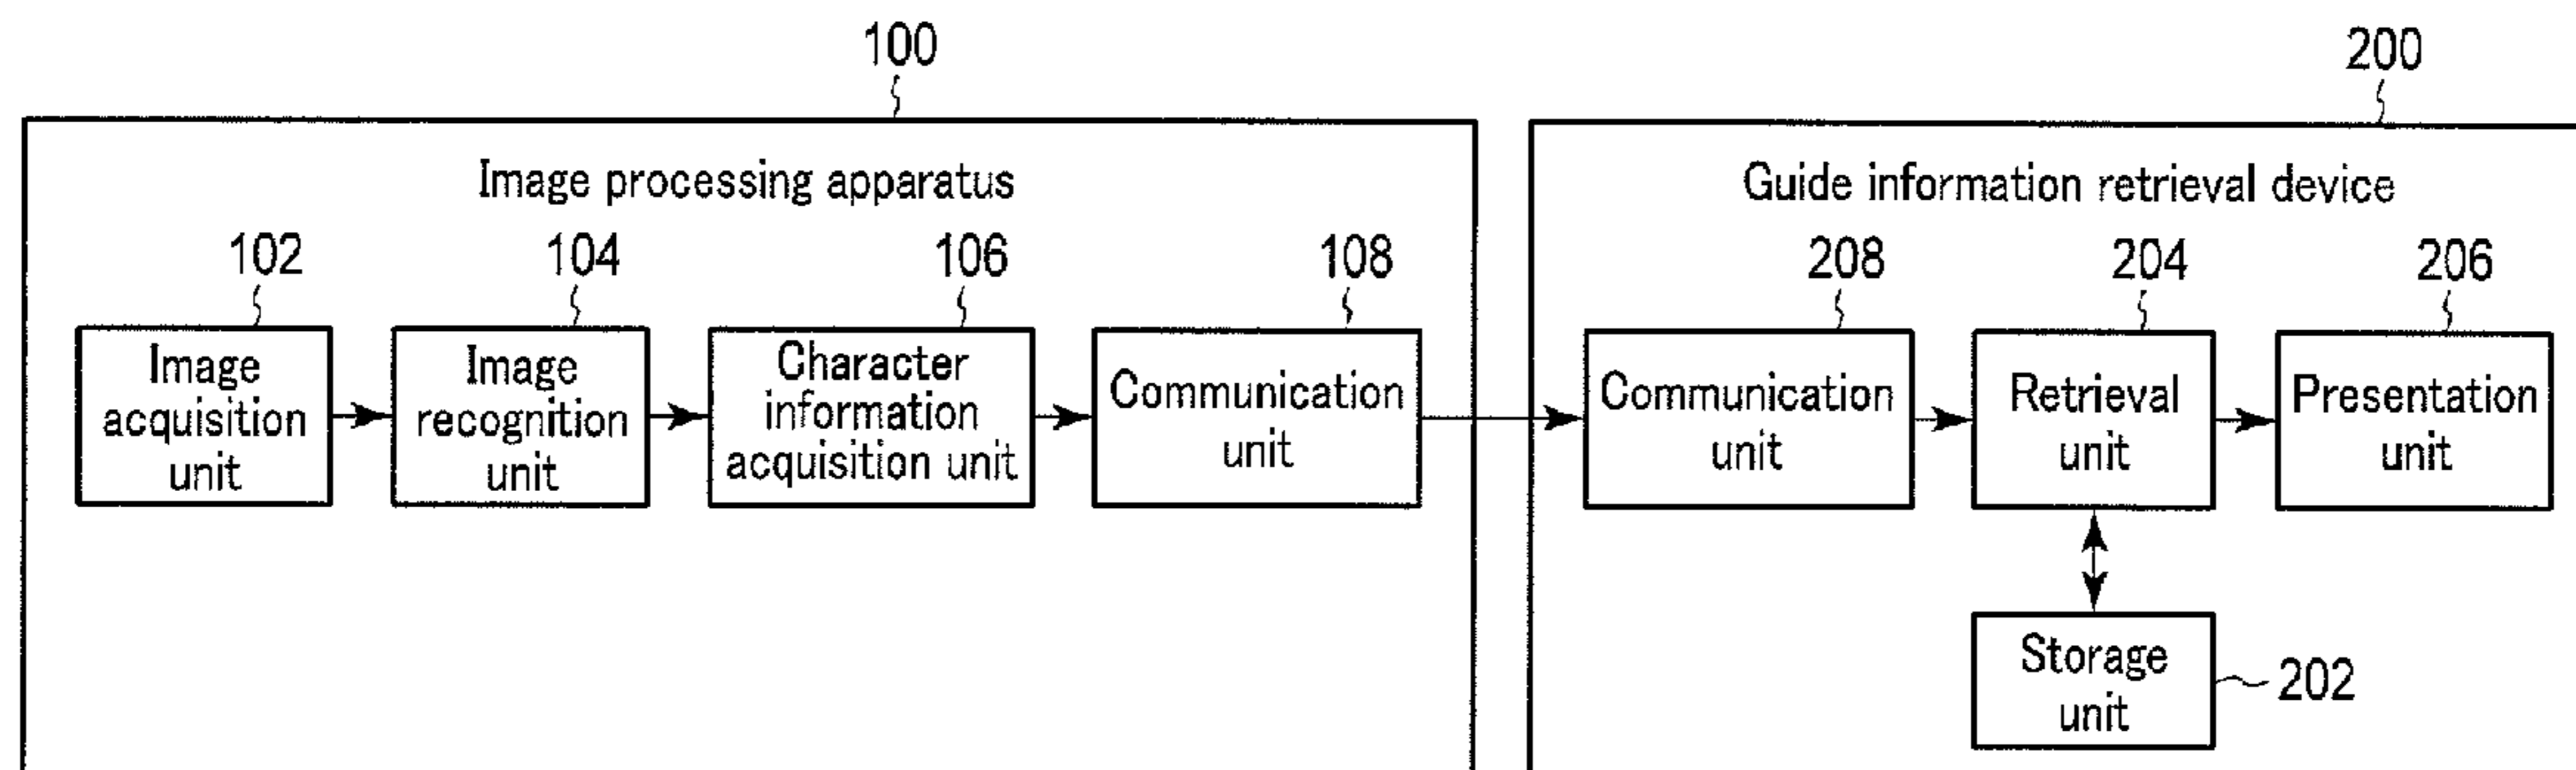 100
200
Image processing apparatus
Guide information retrieval device
102
104
106
108
208
204
206
Image
acquisition
unit
Image
recognition
unit
Character
information
acquisition unit
Communication
unit
Communication
unit
Retrieval
unit
Presentation
unit
Storage
unit
202